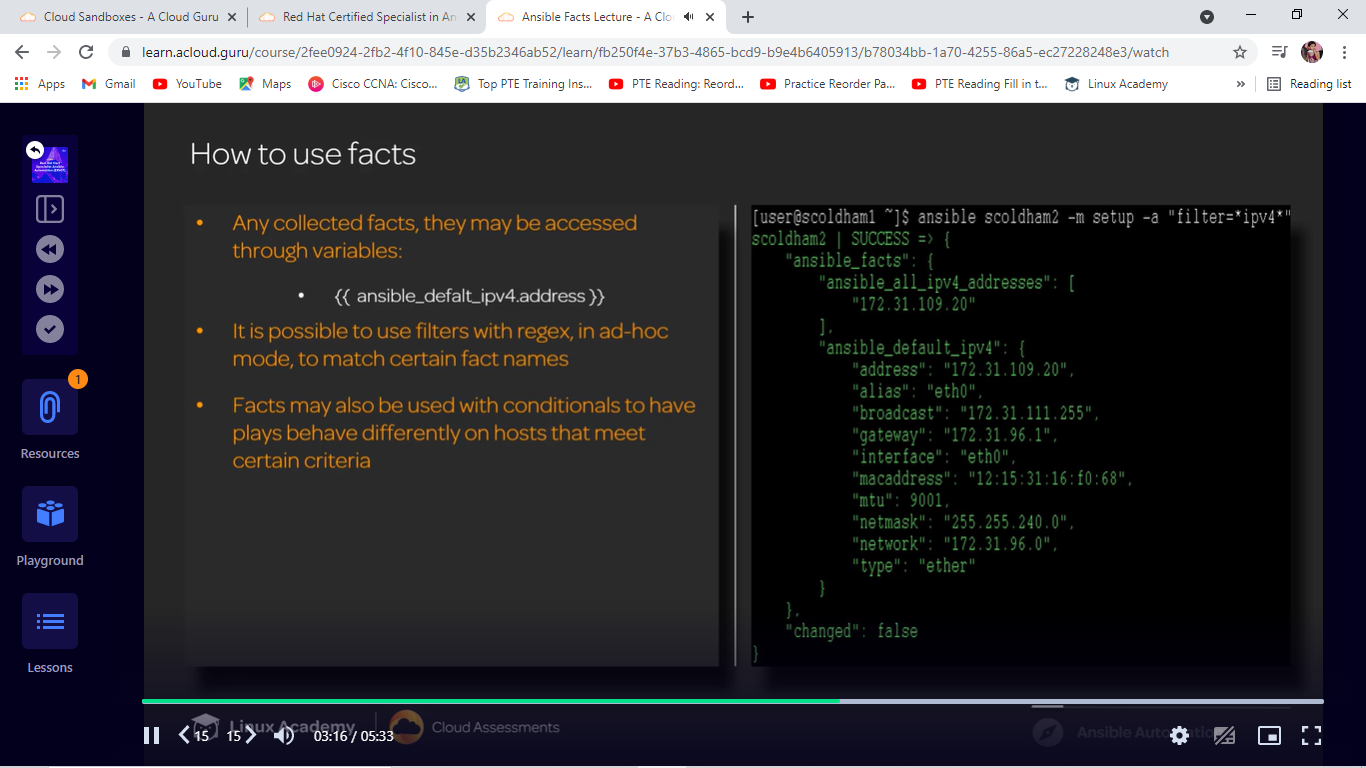 Cloud Sandboxes - A Cloud Guru
Red Hat Certified Specialist in An
Ansible Facts Lecture - A Clo
learn.acloud.guru/course/2fee0924-2fb2-4f10-845e-d35b2346ab52/learn/fb250f4e-37b3-4865-bcd9-b9e4b6405913/b78034bb-1a70-4255-86a5-ec27228248e3/watch
Apps
Gmail
YouTube
Maps
Cisco CCNA: Cisco...
Top PTE Training Ins...
PTE Reading: Reord...
Practice Reorder Pa...
PTE Reading Fill in t...
Linux Academy
»
Reading list
1
Resources
Playground
Lessons
How to use facts
• Any collected facts, they may be accessed
through variables:
• {{ ansible_defalt_ipv4.address }}
• It is possible to use filters with regex, in ad-hoc
mode, to match certain fact names
• Facts may also be used with conditionals to have
plays behave differently on hosts that meet
certain criteria
[user@scoldham1 ~]$ ansible scoldham2 -m setup -a "filter=*ipv4*"
scoldham2 | SUCCESS => {
"ansible_facts": {
"ansible_all_ipv4_addresses": [
"172.31.109.20"
],
"ansible_default_ipv4": {
"address": "172.31.109.20",
"alias": "eth0",
"broadcast": "172.31.111.255",
"gateway": "172.31.96.1",
"interface": "eth0",
"macaddress": "12:15:31:16:f0:68",
"mtu": 9001,
"netmask": "255.255.240.0",
"network": "172.31.96.0",
"type": "ether"
}
},
"changed": false
}
Linux Academy
Cloud Assessments
Ansible Automation
15
15
03:16 / 05:33